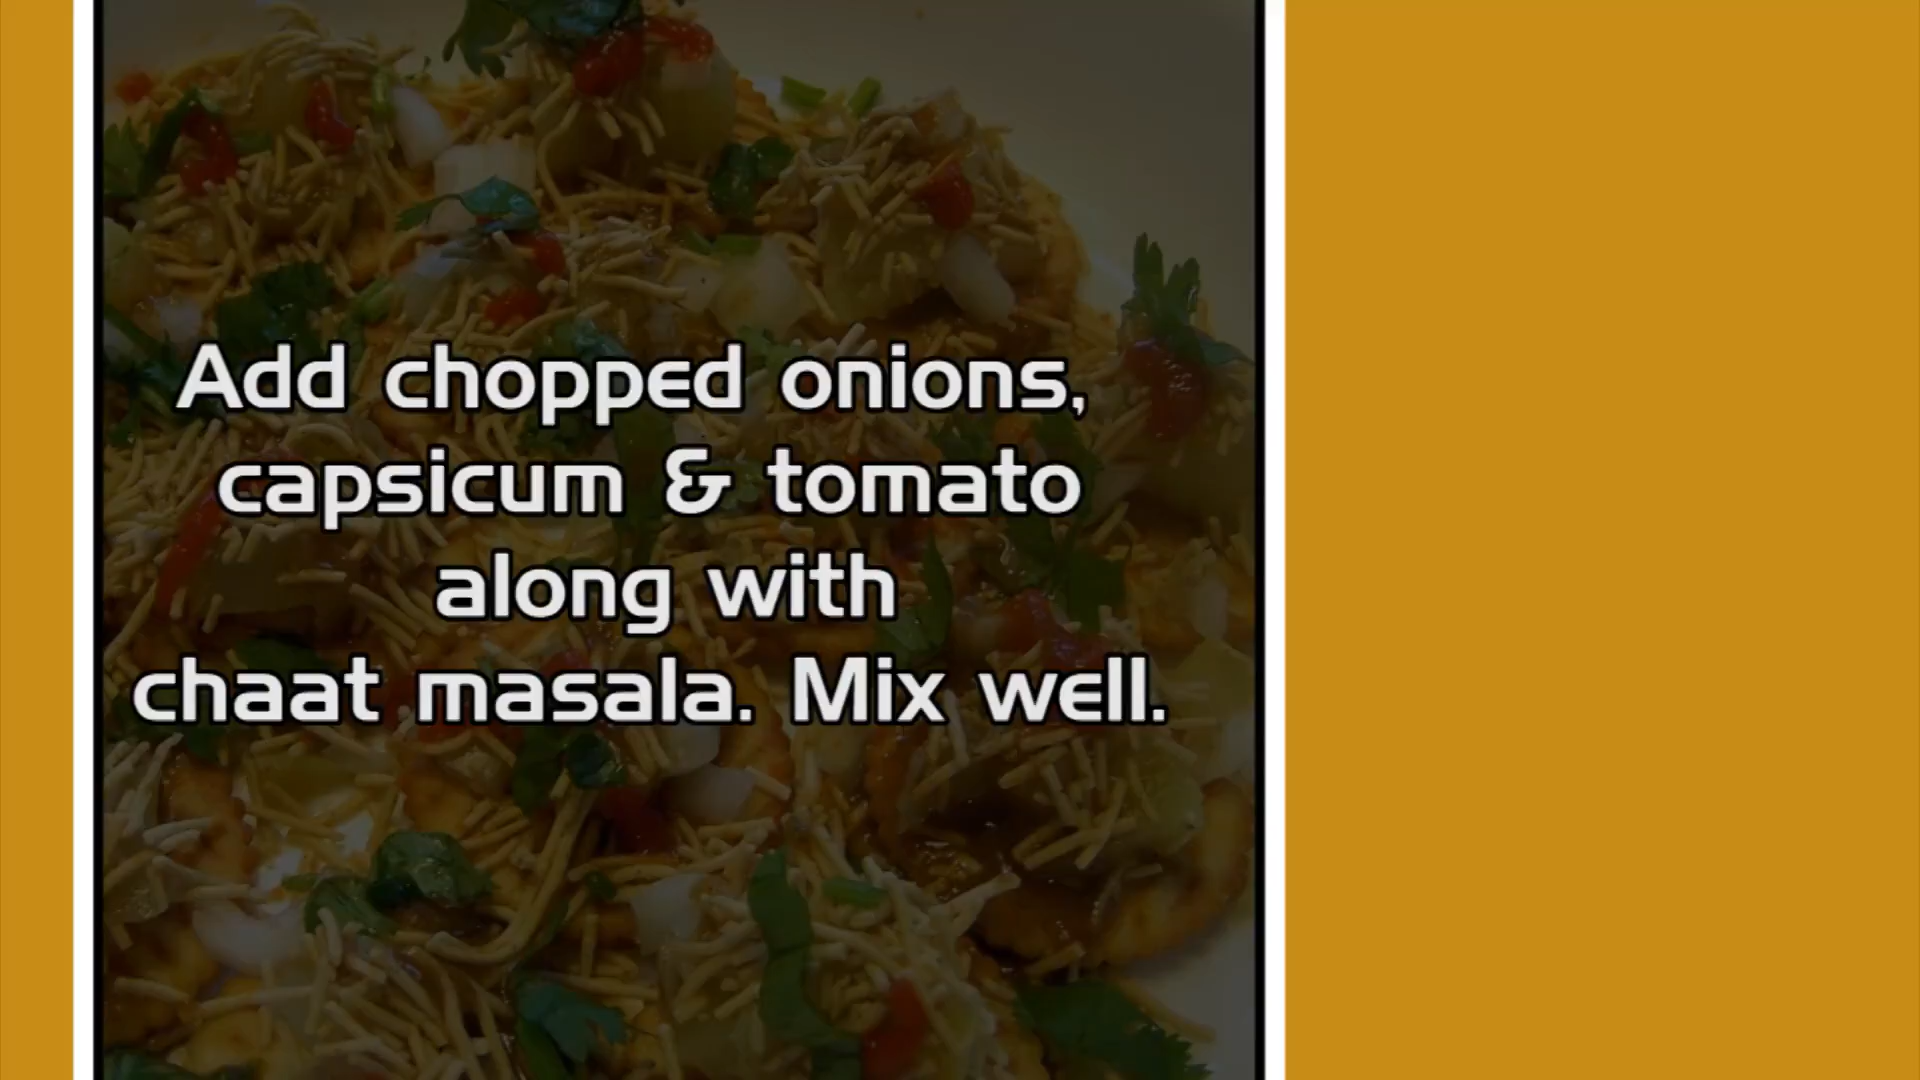 Add chopped onions,
capsicum & tomato
along with
chaat masala. Mix well.